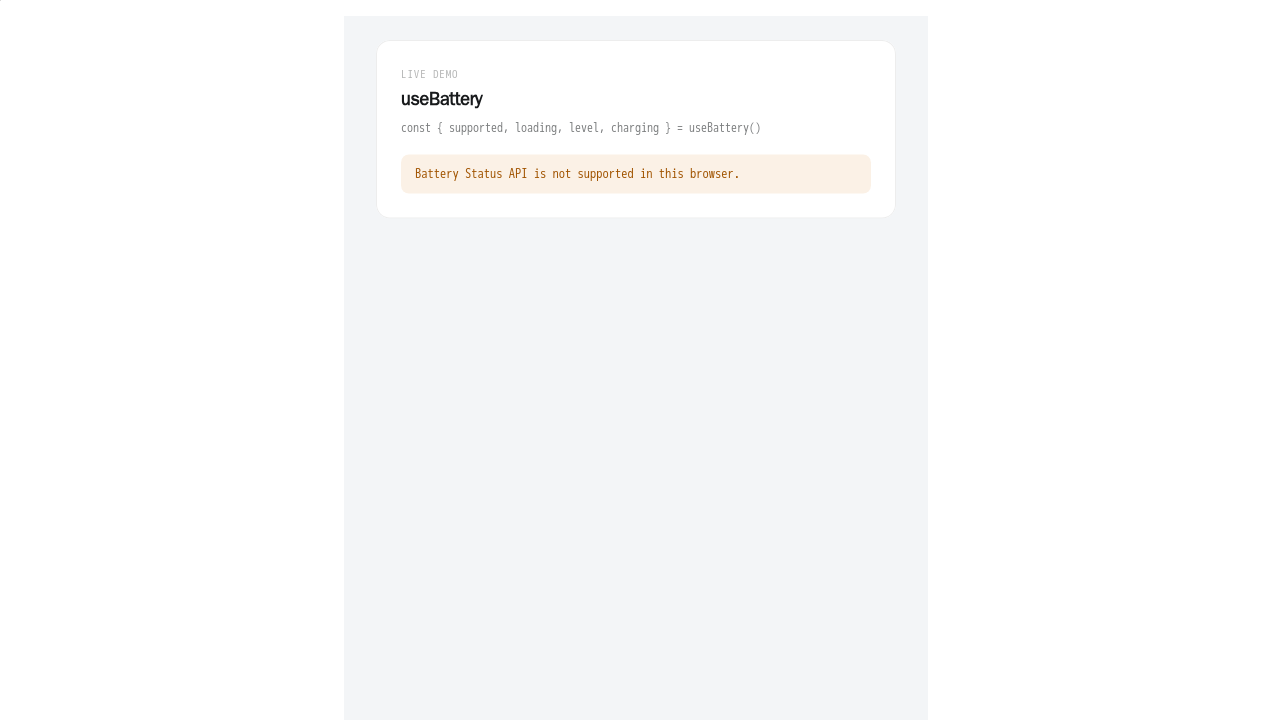 LIVE DEMO
useBattery
const { supported, loading, level, charging } = useBattery()
Battery Status API is not supported in this browser.